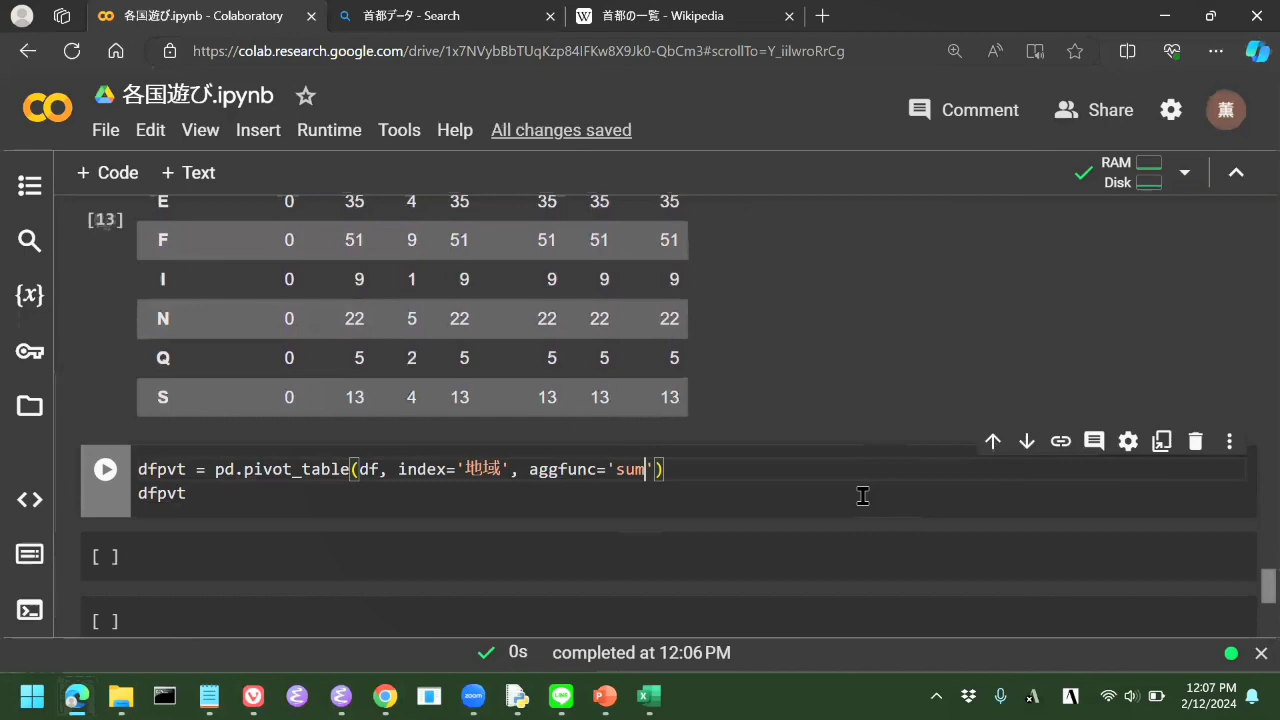 各国遊び.ipynb - Colaboratory
首都データ - Search
W
首都の一覧 - Wikipedia
https://colab.research.google.com/drive/1x7NVybBbTUqKzp84lFKw8X9Jk0-QbCm3#scrollTo=Y_iilwroRrCg
各国遊び.ipynb
Comment
Share
薫
File Edit View Insert Runtime Tools Help All changes saved
+ Code + Text
RAM
Disk
E 0 35 4 35 35 35 35
[13]
F 0 51 9 51 51 51 51
I 0 9 1 9 9 9 9
N 0 22 5 22 22 22 22
Q 0 5 2 5 5 5 5
S 0 13 4 13 13 13 13
dfpvt = pd.pivot_table(df, index='地域', aggfunc='sum')
dfpvt
[ ]
[ ]
0s completed at 12:06 PM
zoom
LINE
12:07 PM
2/12/2024